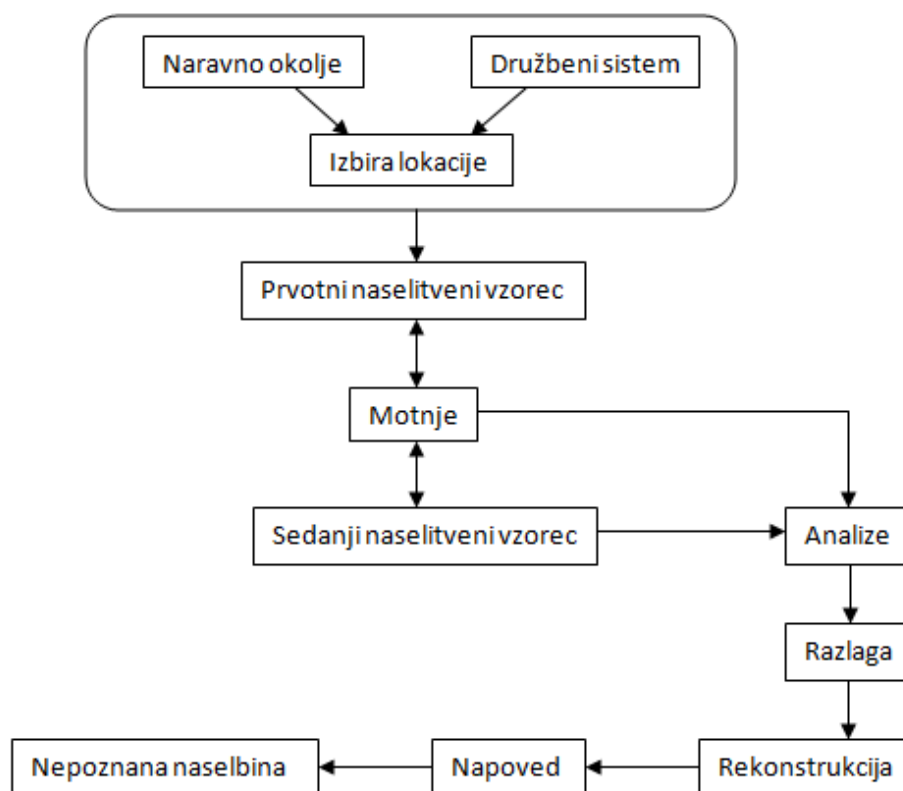 Naravno okolje
Družbeni sistem
Izbira lokacije
Prvotni naselitveni vzorec
Motnje
Sedanji naselitveni vzorec
Analize
Razlaga
Nepoznana naselbina
Napoved
Rekonstrukcija